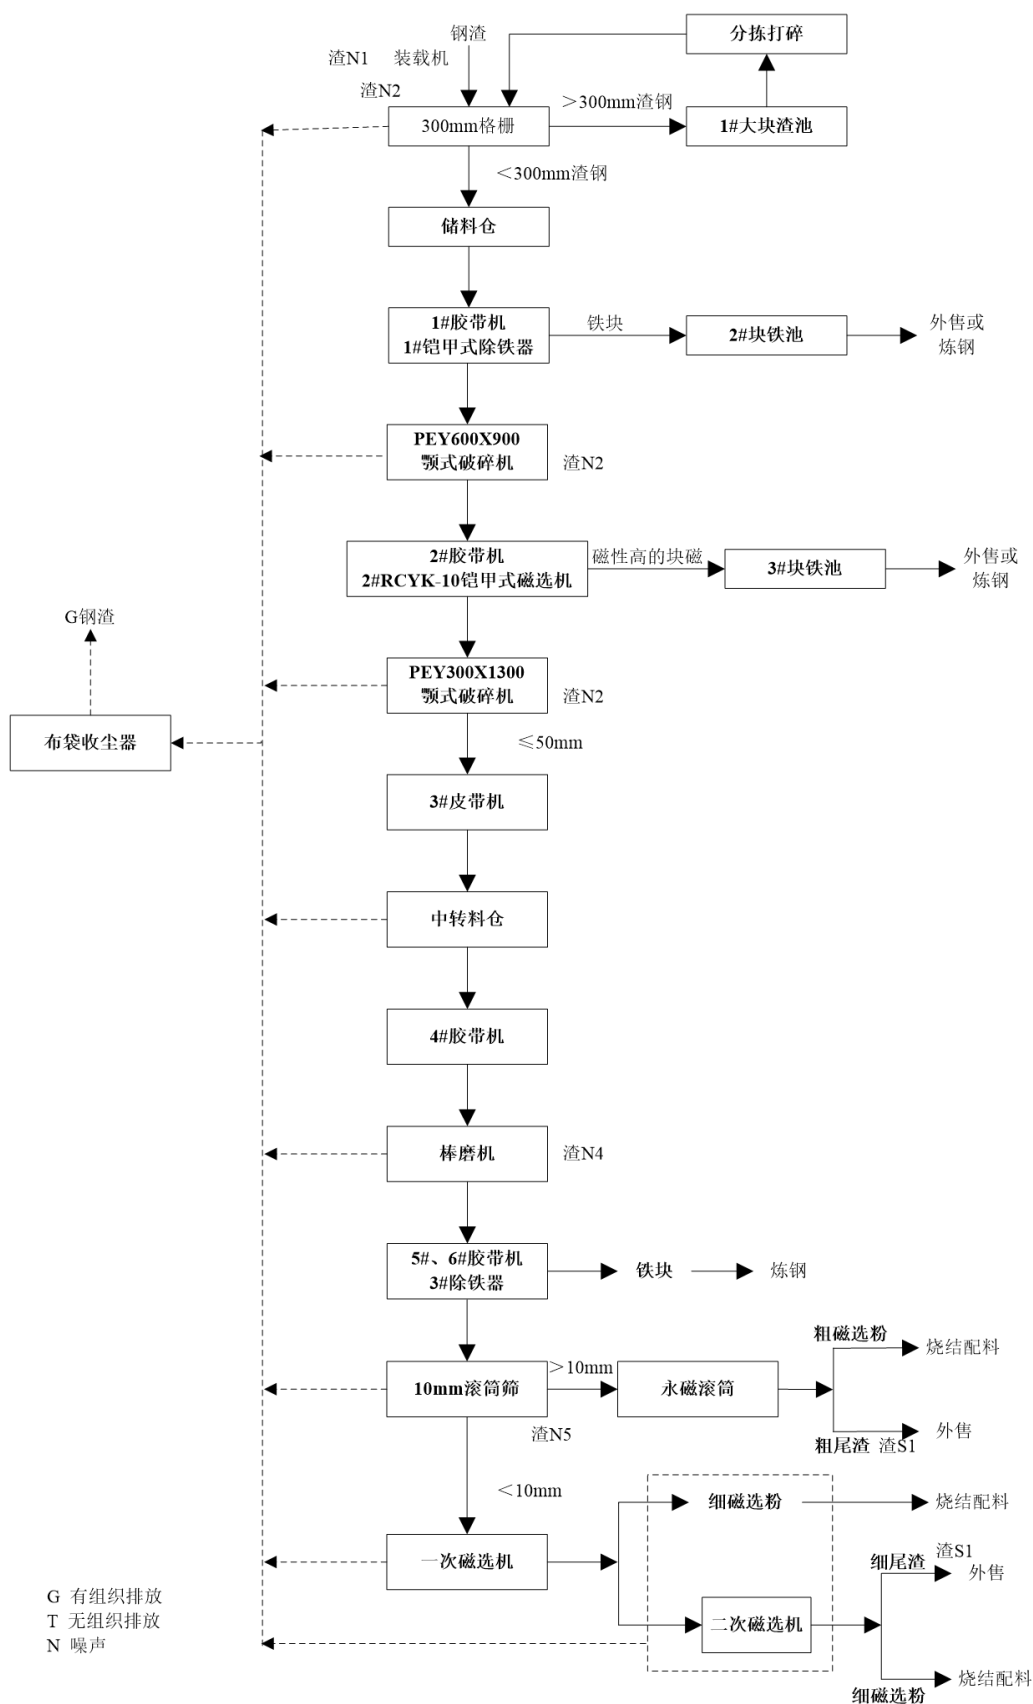 分拣打碎
钢渣
渣N1 装载机
渣N2
>300mm渣钢
300mm格栅
1#大块渣池
<300mm渣钢
储料仓
1#胶带机
1#铠甲式除铁器
铁块
2#块铁池
外售或
炼钢
PEY600X900
颚式破碎机
渣N2
2#胶带机
2#RCYK-10铠甲式磁选机
磁性高的块磁
3#块铁池
外售或
炼钢
G钢渣
PEY300X1300
颚式破碎机
渣N2
布袋收尘器
≤50mm
3#皮带机
中转料仓
4#胶带机
棒磨机
渣N4
5#、6#胶带机
3#除铁器
铁块
炼钢
粗磁选粉
烧结配料
>10mm
10mm滚筒筛
永磁滚筒
渣N5
粗尾渣 渣S1
外售
<10mm
细磁选粉
烧结配料
一次磁选机
渣S1
细尾渣
外售
二次磁选机
烧结配料
细磁选粉
G 有组织排放
T 无组织排放
N 噪声